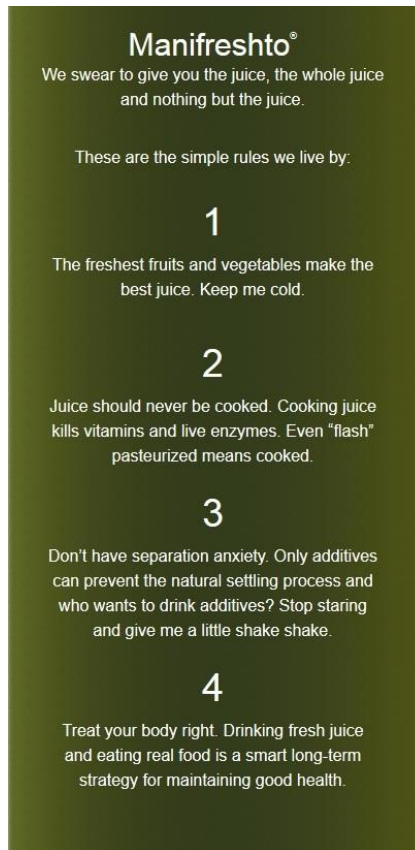 Manifreshto®
We swear to give you the juice, the whole juice
and nothing but the juice.
These are the simple rules we live by:
1
The freshest fruits and vegetables make the
best juice. Keep me cold.
2
Juice should never be cooked. Cooking juice
kills vitamins and live enzymes. Even “flash”
pasteurized means cooked.
3
Don’t have separation anxiety. Only additives
can prevent the natural settling process and
who wants to drink additives? Stop staring
and give me a little shake shake.
4
Treat your body right. Drinking fresh juice
and eating real food is a smart long-term
strategy for maintaining good health.